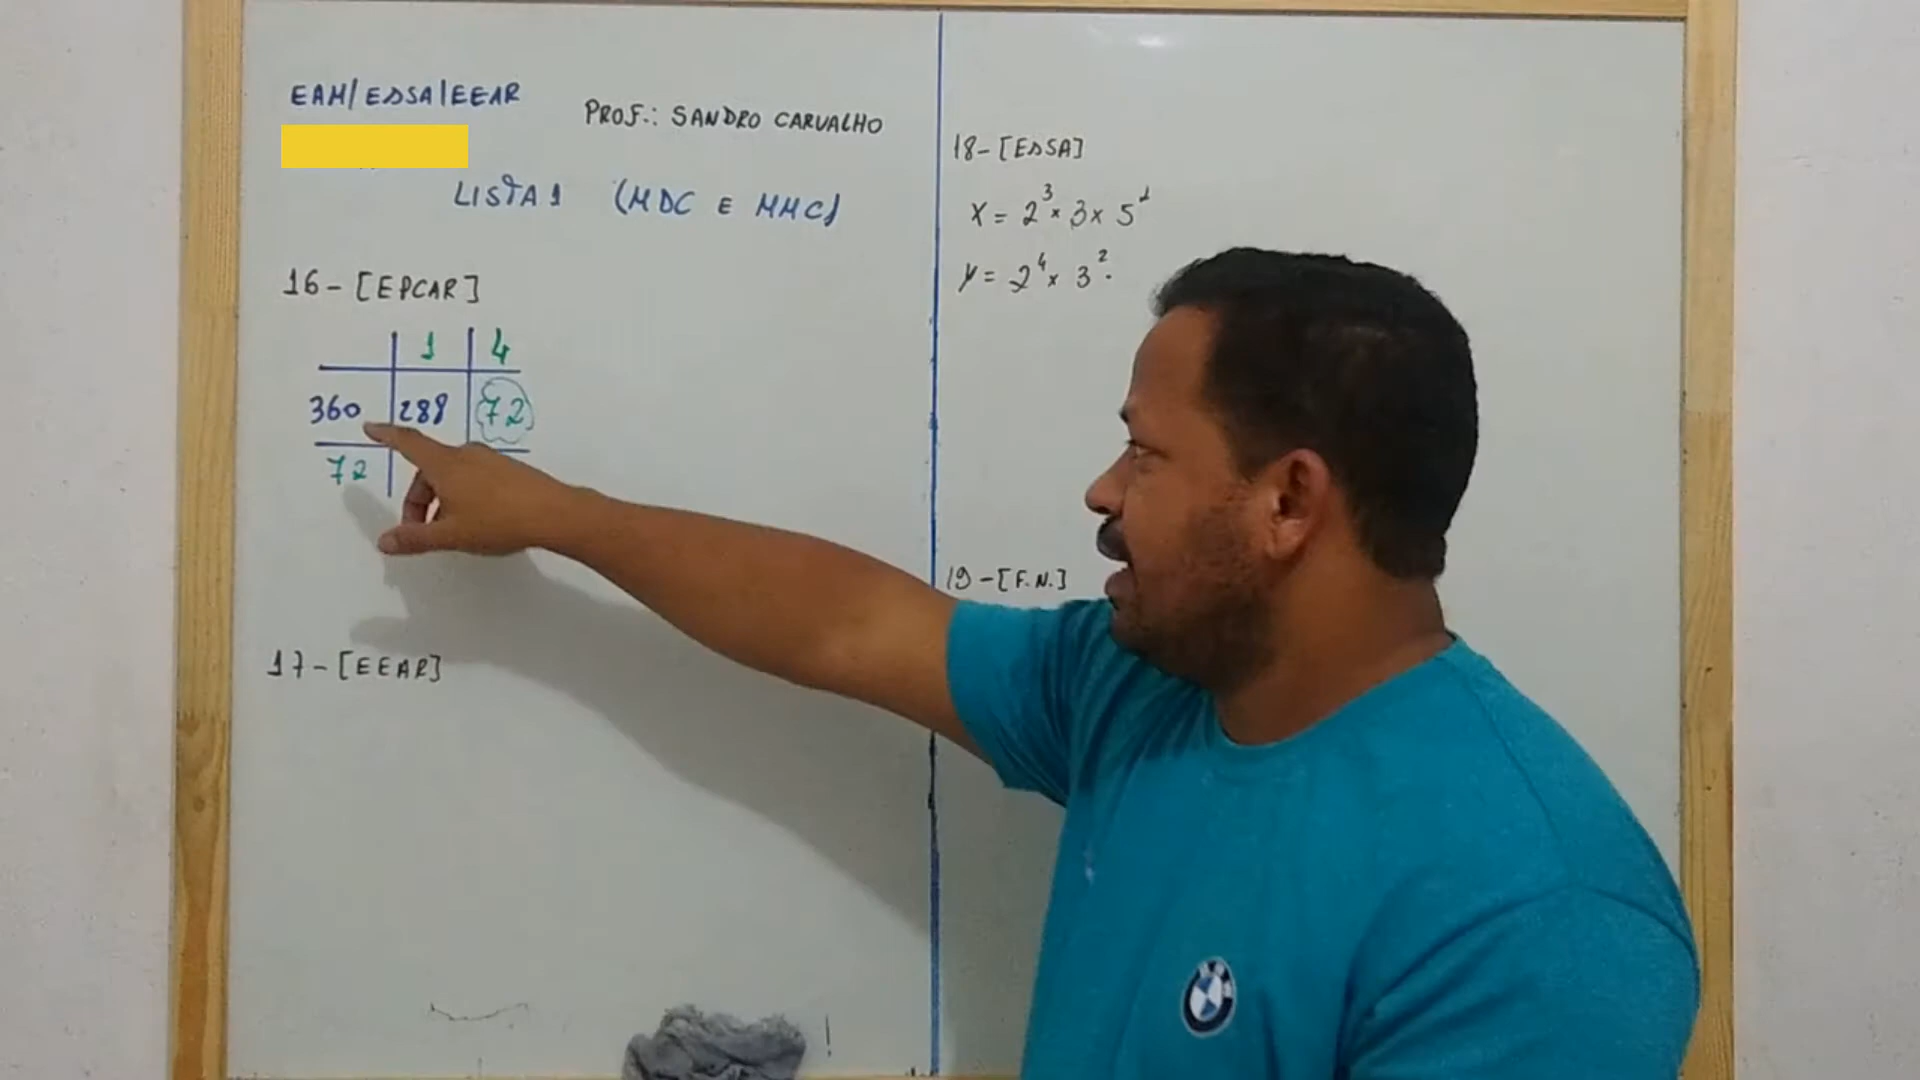 EAM/ESSA/EEAR
PROF.: SANDRO CARVALHO
LISTA 1 (MDC E MMC)
16- [EPCAR]
1 4
360 288 72
72
17- [EEAR]
18- [ESSA]
X = 2³ × 3 × 5²
y = 2⁴ × 3².
19- [F.N.]